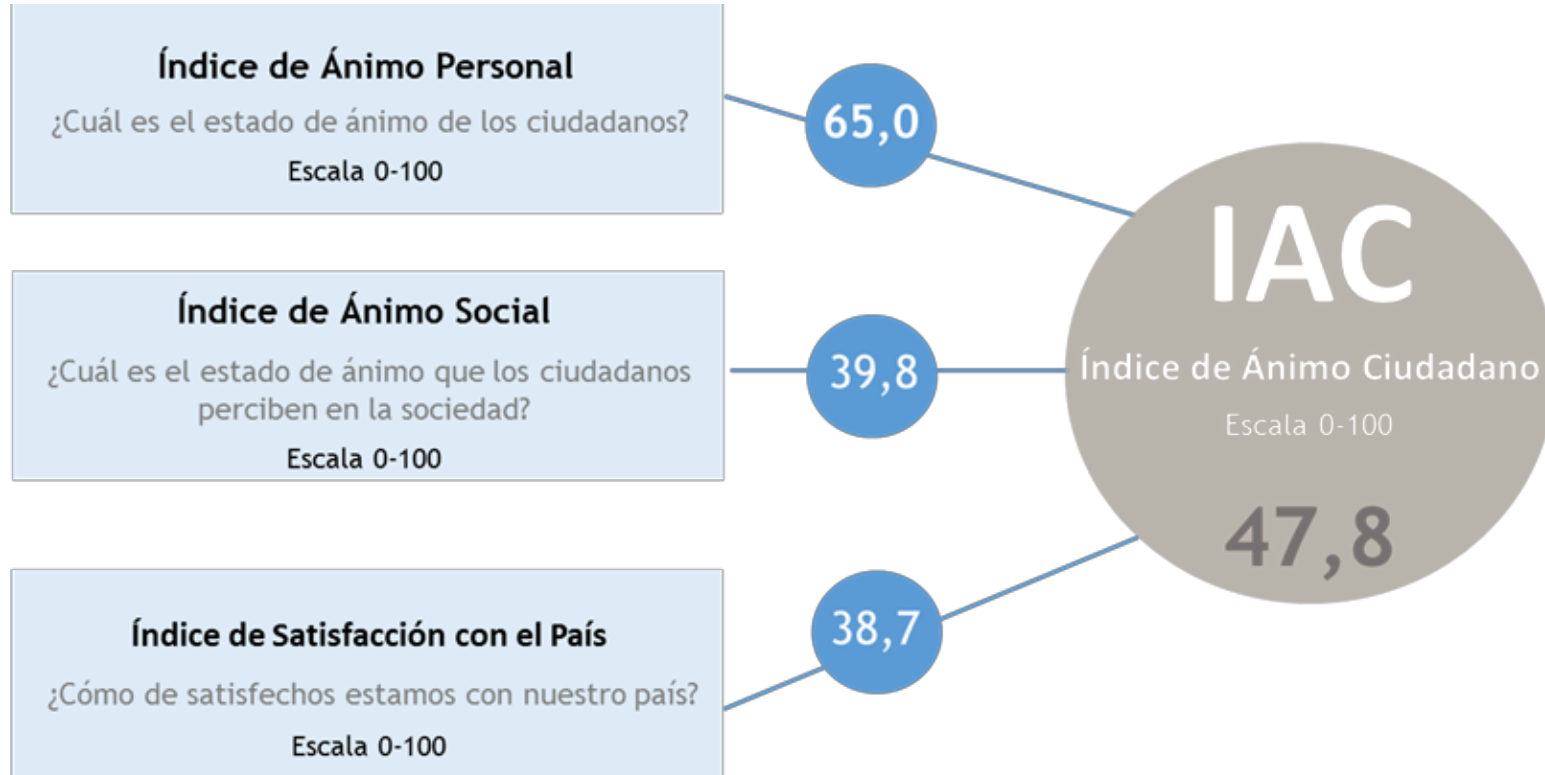 Índice de Ánimo Personal
¿Cuál es el estado de ánimo de los ciudadanos?
Escala 0-100
65,0
Índice de Ánimo Social
¿Cuál es el estado de ánimo que los ciudadanos
perciben en la sociedad?
Escala 0-100
39,8
Índice de Satisfacción con el País
¿Cómo de satisfechos estamos con nuestro país?
Escala 0-100
38,7
IAC
Índice de Ánimo Ciudadano
Escala 0-100
47,8